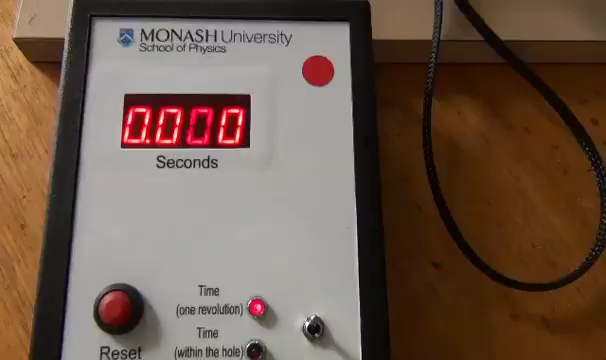 MONASH University
School of Physics
0.000
Seconds
Time
(one revolution)
Time
(within the hole)
Reset